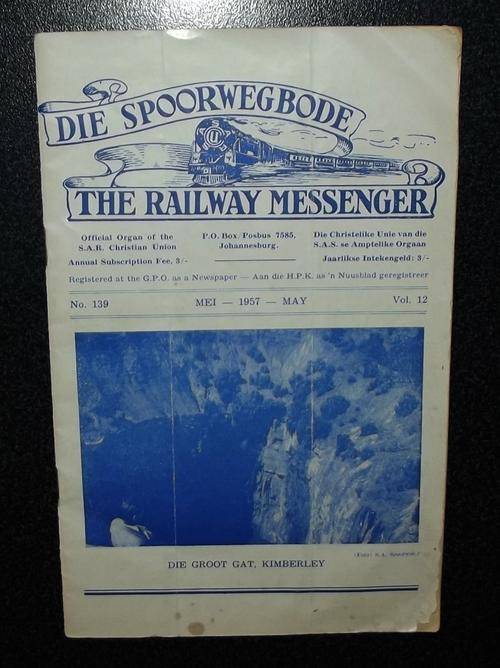 DIE SPOORWEGBODE
THE RAILWAY MESSENGER
Official Organ of the
S.A.R. Christian Union
Annual Subscription Fee, 3/-
P.O. Box/Posbus 7585,
Johannesburg.
Die Christelike Unie van die
S.A.S. se Amptelike Orgaan
Jaarlikse Intekengeld: 3/-
Registered at the G.P.O. as a Newspaper — Aan die H.P.K. as 'n Nuusblad geregistreer
No. 139
MEI — 1957 — MAY
Vol. 12
(Foto: S.A. Spoorweë.)
DIE GROOT GAT, KIMBERLEY